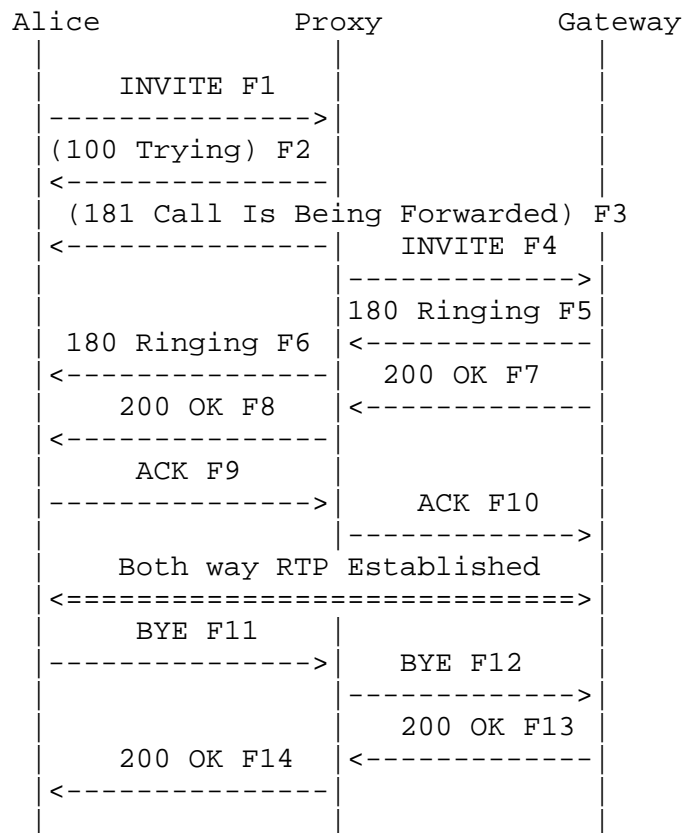 Alice Proxy Gateway
INVITE F1
(100 Trying) F2
(181 Call Is Being Forwarded) F3
INVITE F4
180 Ringing F5
180 Ringing F6
200 OK F7
200 OK F8
ACK F9
ACK F10
Both way RTP Established
BYE F11
BYE F12
200 OK F13
200 OK F14